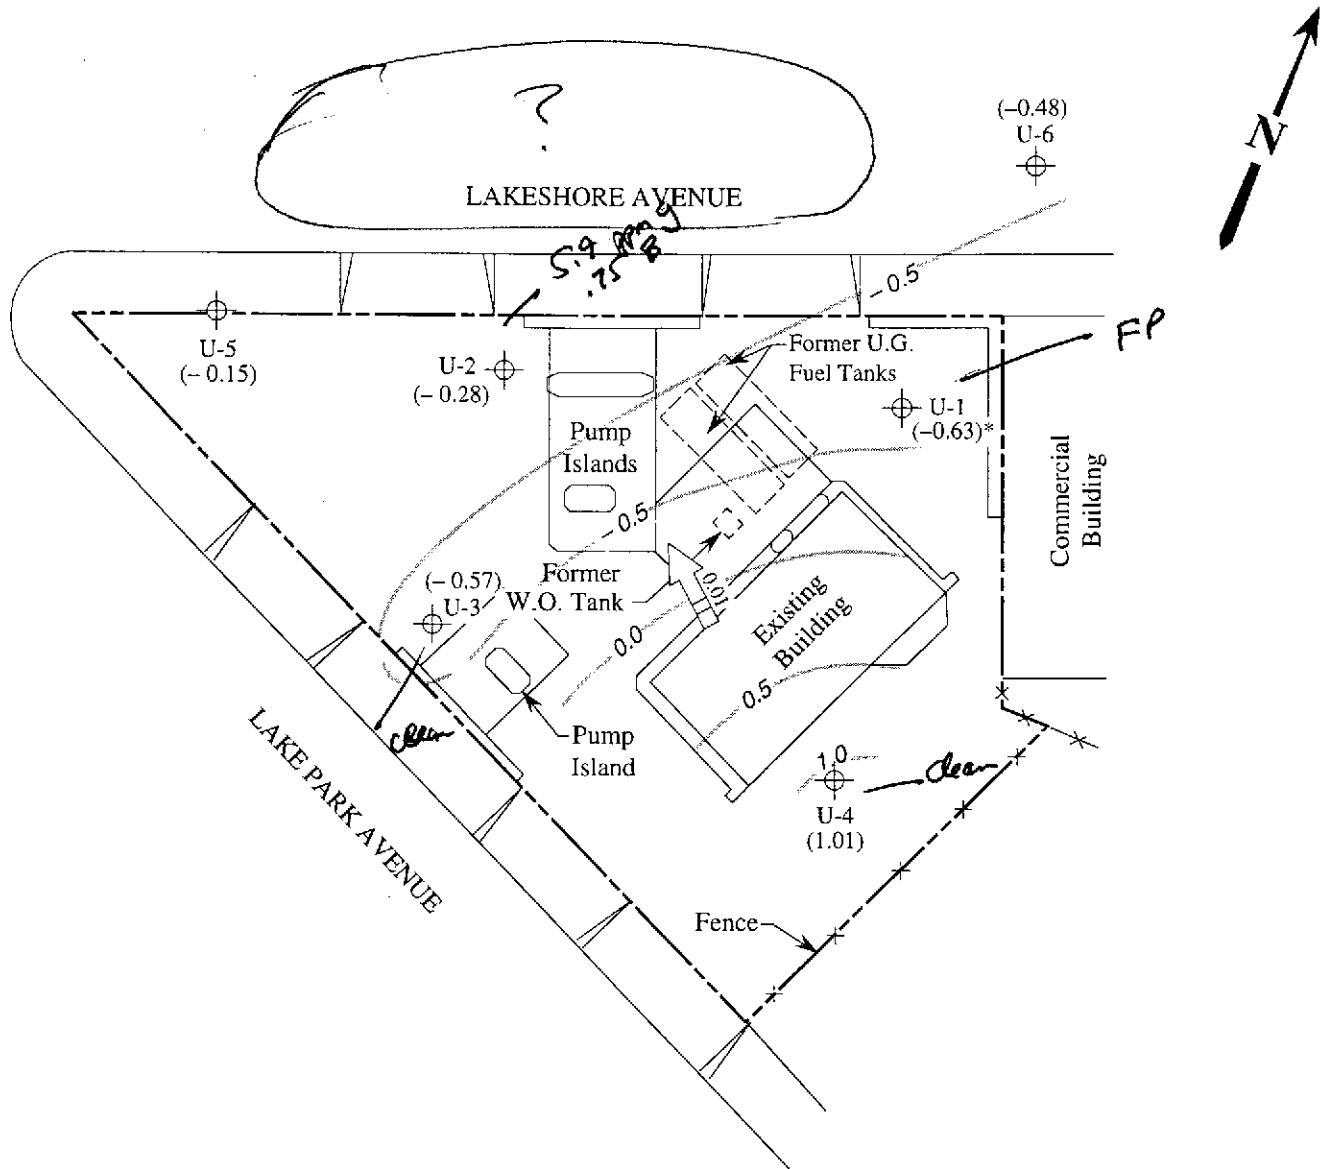 ?
(−0.48)
U-6
N
LAKESHORE AVENUE
5.9 ppm g
.75 B
- 0.5
U-5
(- 0.15)
U-2
(- 0.28)
Former U.G.
Fuel Tanks
FP
U-1
(−0.63)*
Pump
Islands
Commercial
Building
- 0.5
(- 0.57)
U-3
Former
W.O. Tank
0.01
Existing
Building
0.0
0.5
clean
Pump
Island
LAKE PARK AVENUE
1.0
clean
U-4
(1.01)
Fence